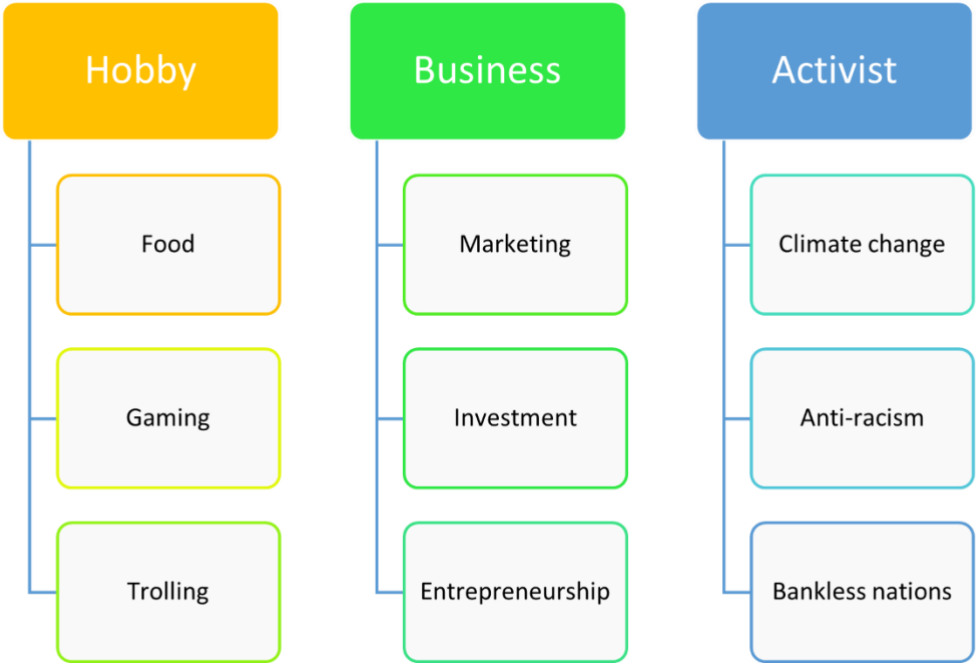 Hobby
Food
Gaming
Trolling
Business
Marketing
Investment
Entrepreneurship
Activist
Climate change
Anti-racism
Bankless nations